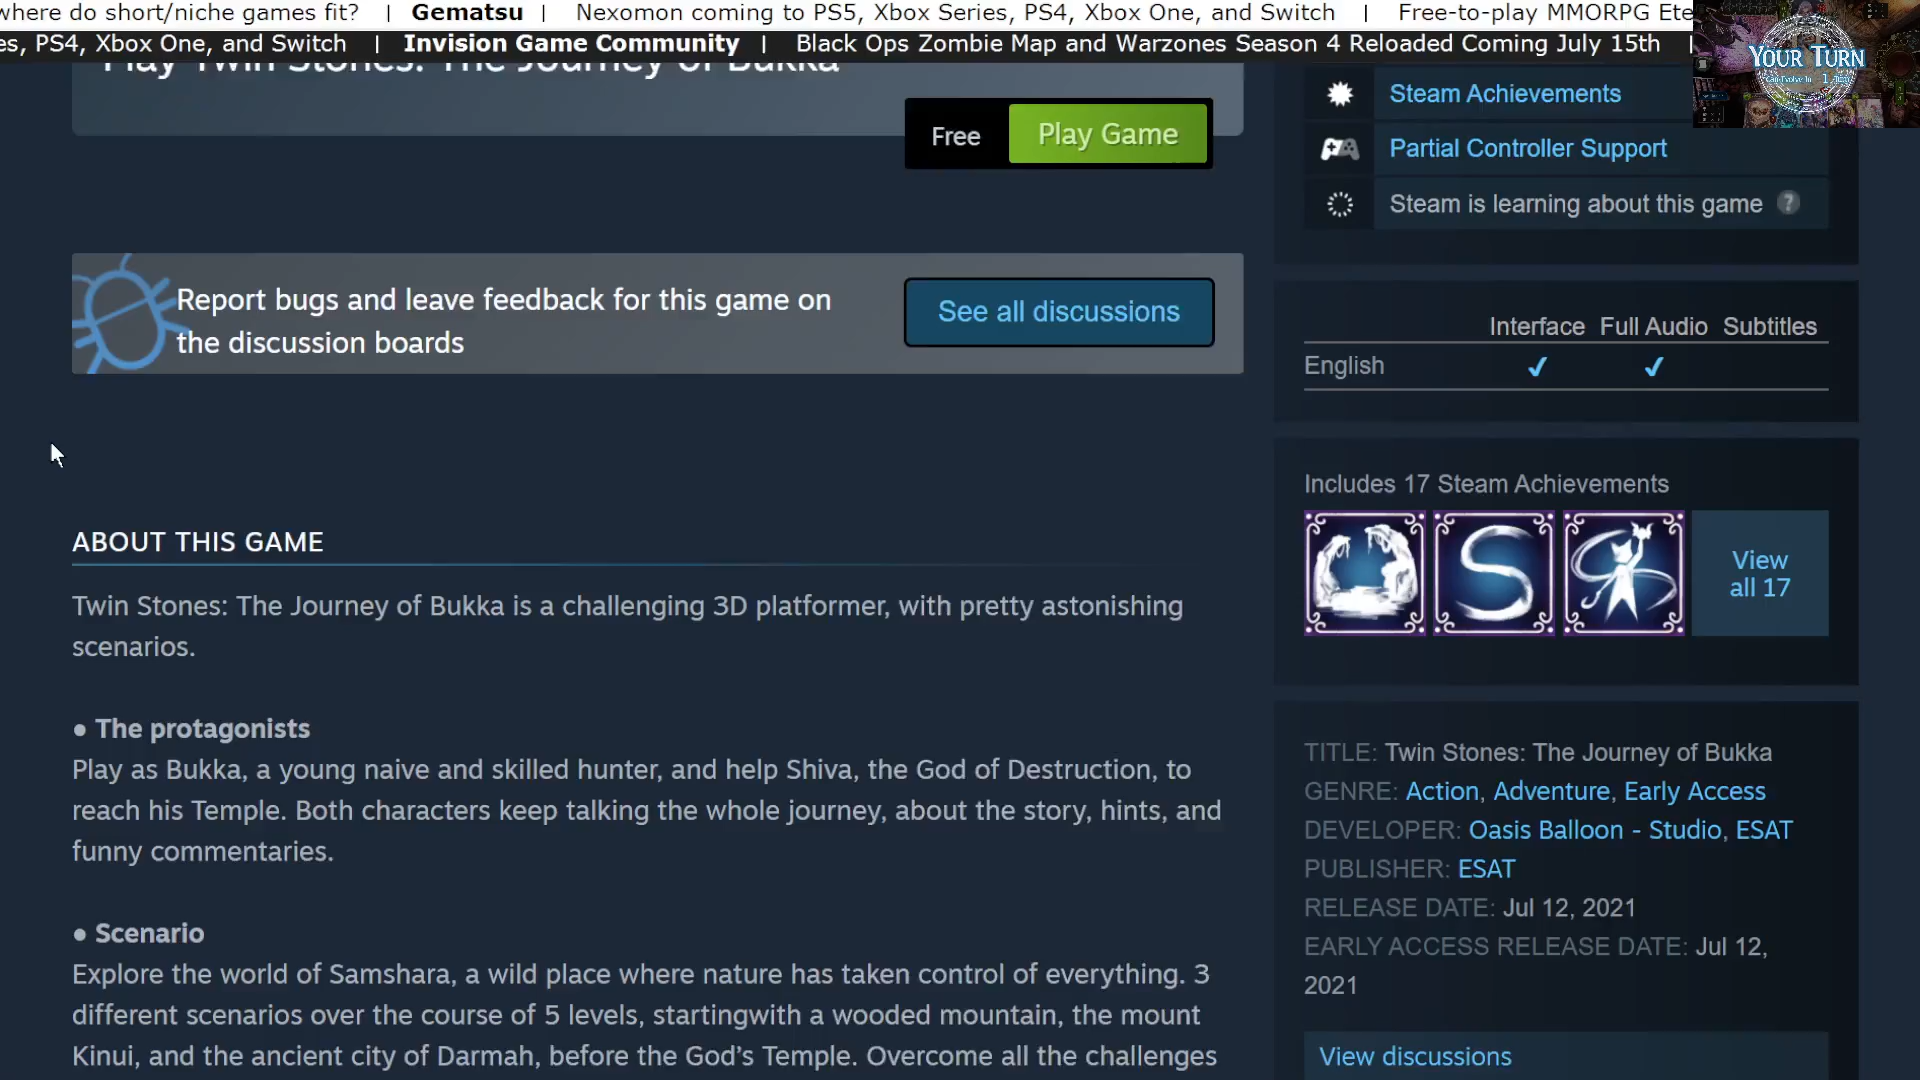 where do short/niche games fit? | Gematsu | Nexomon coming to PS5, Xbox Series, PS4, Xbox One, and Switch | Free-to-play MMORPG Ete
es, PS4, Xbox One, and Switch | Invision Game Community | Black Ops Zombie Map and Warzones Season 4 Reloaded Coming July 15th |
YOUR TURN
Play Twin Stones: The Journey of Bukka
Free
Play Game
Report bugs and leave feedback for this game on
the discussion boards
See all discussions
ABOUT THIS GAME
Twin Stones: The Journey of Bukka is a challenging 3D platformer, with pretty astonishing
scenarios.
● The protagonists
Play as Bukka, a young naive and skilled hunter, and help Shiva, the God of Destruction, to
reach his Temple. Both characters keep talking the whole journey, about the story, hints, and
funny commentaries.
● Scenario
Explore the world of Samshara, a wild place where nature has taken control of everything. 3
different scenarios over the course of 5 levels, startingwith a wooded mountain, the mount
Kinui, and the ancient city of Darmah, before the God's Temple. Overcome all the challenges
Steam Achievements
Partial Controller Support
Steam is learning about this game ?
Interface Full Audio Subtitles
English ✔ ✔
Includes 17 Steam Achievements
View
all 17
TITLE: Twin Stones: The Journey of Bukka
GENRE: Action, Adventure, Early Access
DEVELOPER: Oasis Balloon - Studio, ESAT
PUBLISHER: ESAT
RELEASE DATE: Jul 12, 2021
EARLY ACCESS RELEASE DATE: Jul 12,
2021
View discussions